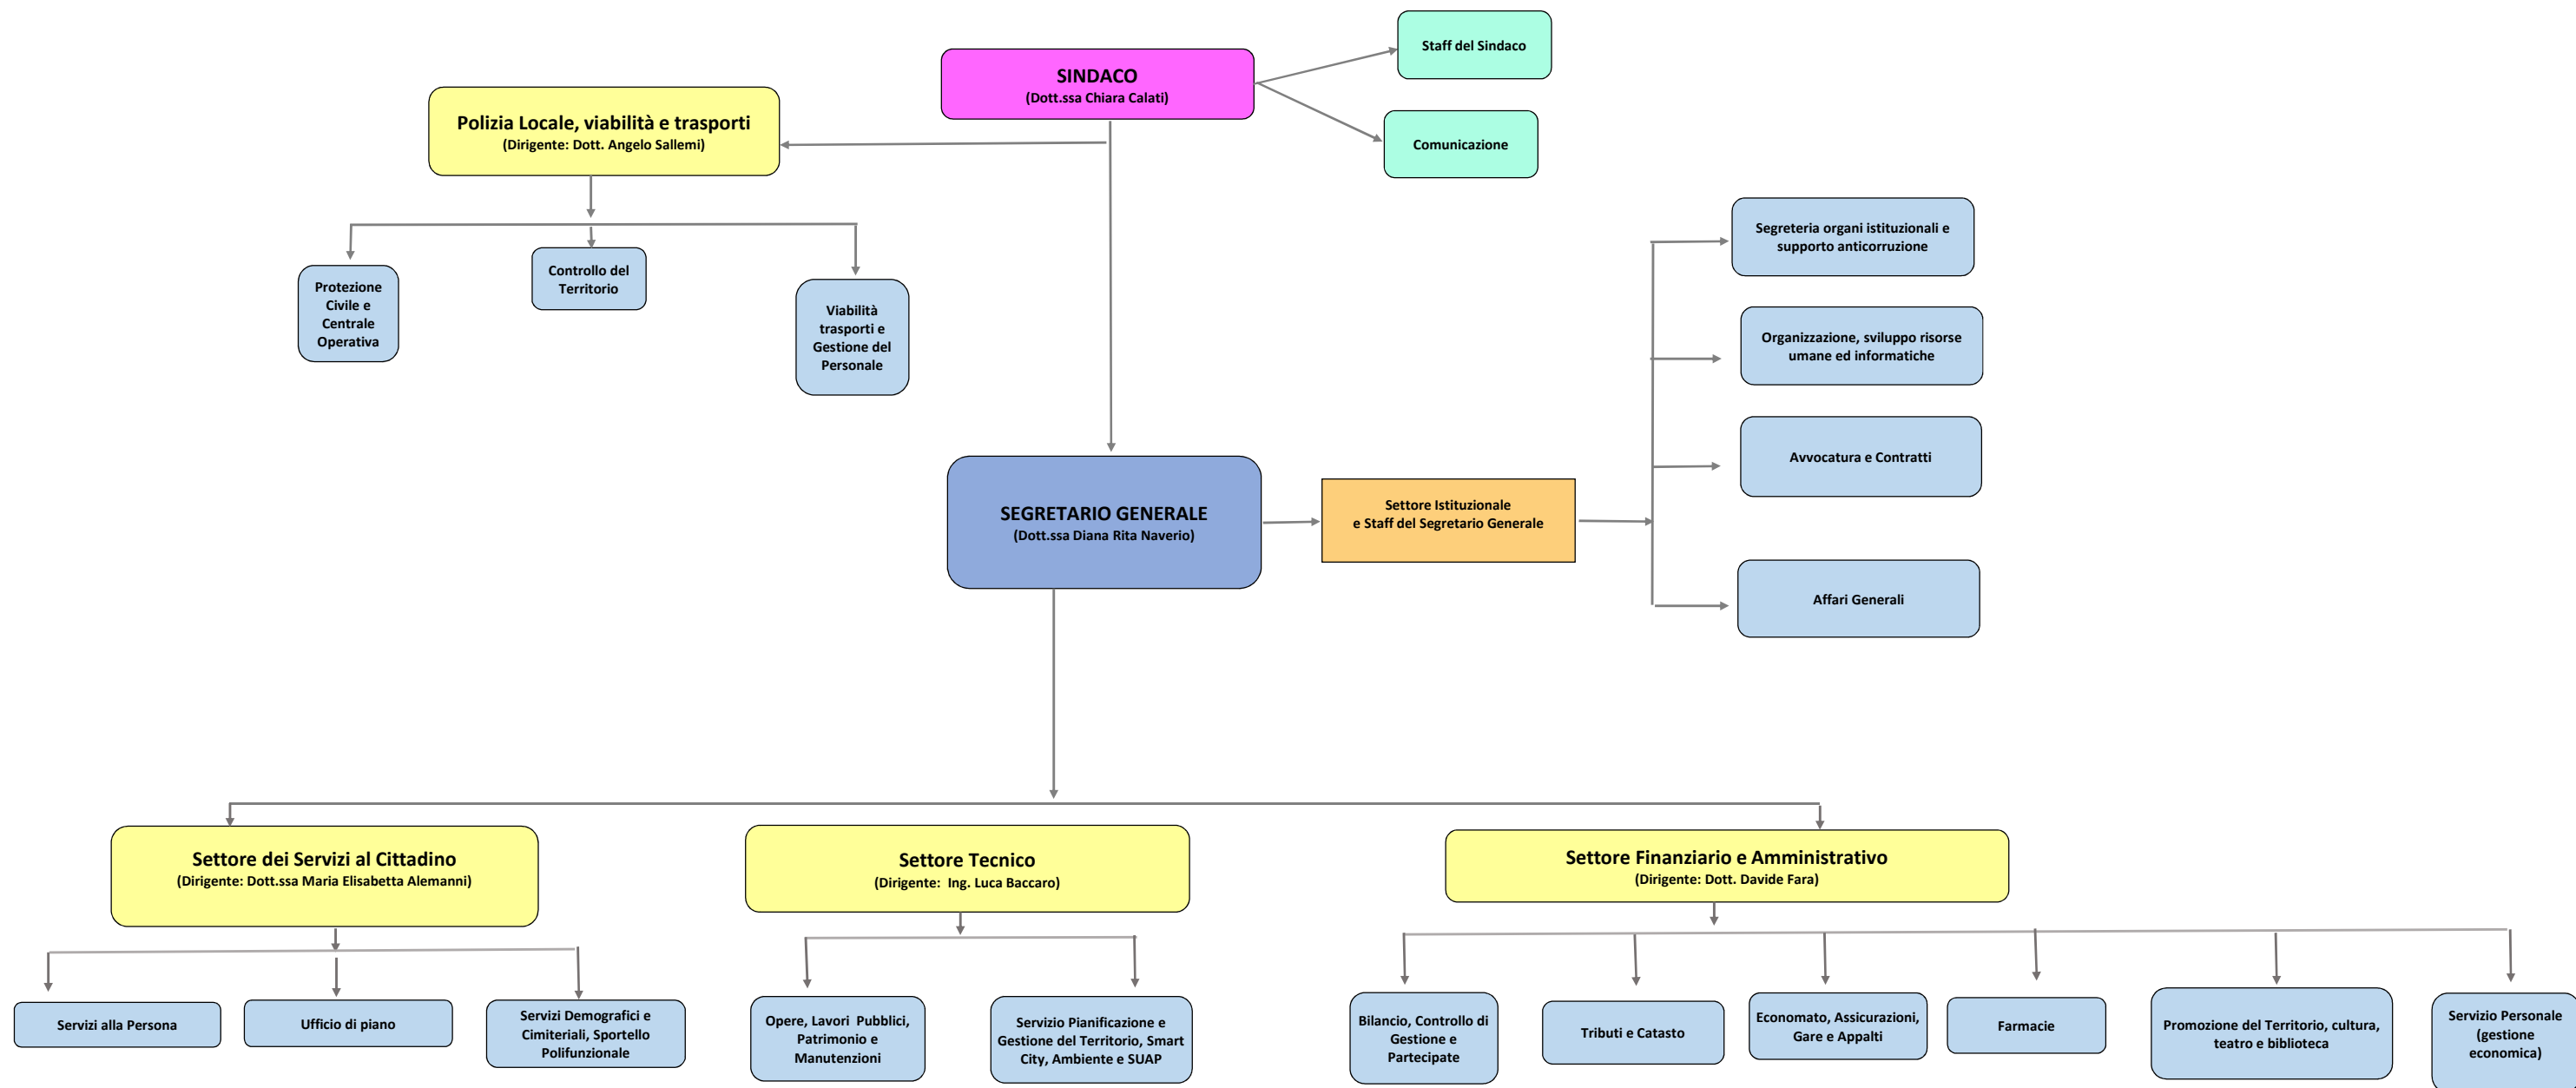 Staff del Sindaco
SINDACO
(Dott.ssa Chiara Calati)
Comunicazione
Polizia Locale, viabilità e trasporti
(Dirigente: Dott. Angelo Sallemi)
Protezione
Civile e
Centrale
Operativa
Controllo del
Territorio
Viabilità
trasporti e
Gestione del
Personale
Segreteria organi istituzionali e
supporto anticorruzione
Organizzazione, sviluppo risorse
umane ed informatiche
Avvocatura e Contratti
Affari Generali
SEGRETARIO GENERALE
(Dott.ssa Diana Rita Naverio)
Settore Istituzionale
e Staff del Segretario Generale
Settore dei Servizi al Cittadino
(Dirigente: Dott.ssa Maria Elisabetta Alemanni)
Settore Tecnico
(Dirigente:  Ing. Luca Baccaro)
Settore Finanziario e Amministrativo
(Dirigente: Dott. Davide Fara)
Servizi alla Persona
Ufficio di piano
Servizi Demografici e
Cimiteriali, Sportello
Polifunzionale
Opere, Lavori  Pubblici,
Patrimonio e
Manutenzioni
Servizio Pianificazione e
Gestione del Territorio, Smart
City, Ambiente e SUAP
Bilancio, Controllo di
Gestione e
Partecipate
Tributi e Catasto
Economato, Assicurazioni,
Gare e Appalti
Farmacie
Promozione del Territorio, cultura,
teatro e biblioteca
Servizio Personale
(gestione
economica)